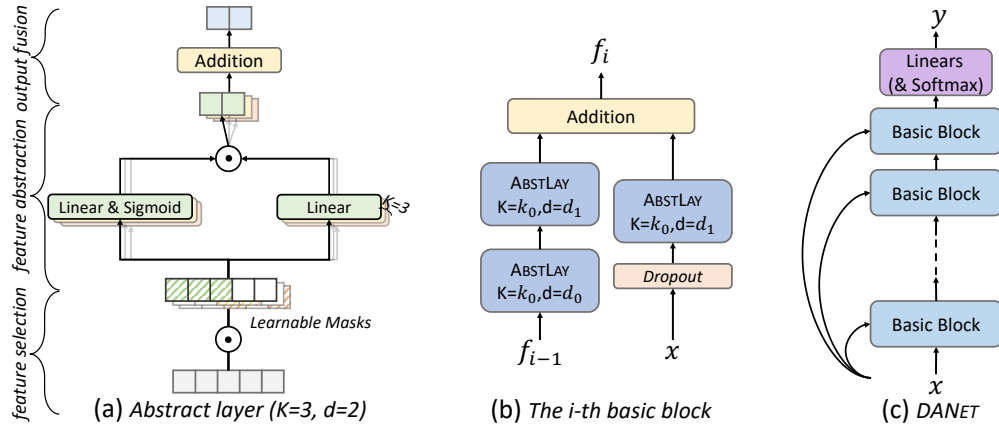 output fusion
feature abstraction
feature selection
Addition
Linear & Sigmoid
Linear
K=3
Learnable Masks
(a) Abstract layer (K=3, d=2)
f_i
Addition
ABSTLAY
K=k_0,d=d_1
ABSTLAY
K=k_0,d=d_0
f_{i−1}
ABSTLAY
K=k_0,d=d_1
Dropout
x
(b) The i-th basic block
y
Linears
(& Softmax)
Basic Block
Basic Block
Basic Block
x
(c) DANET